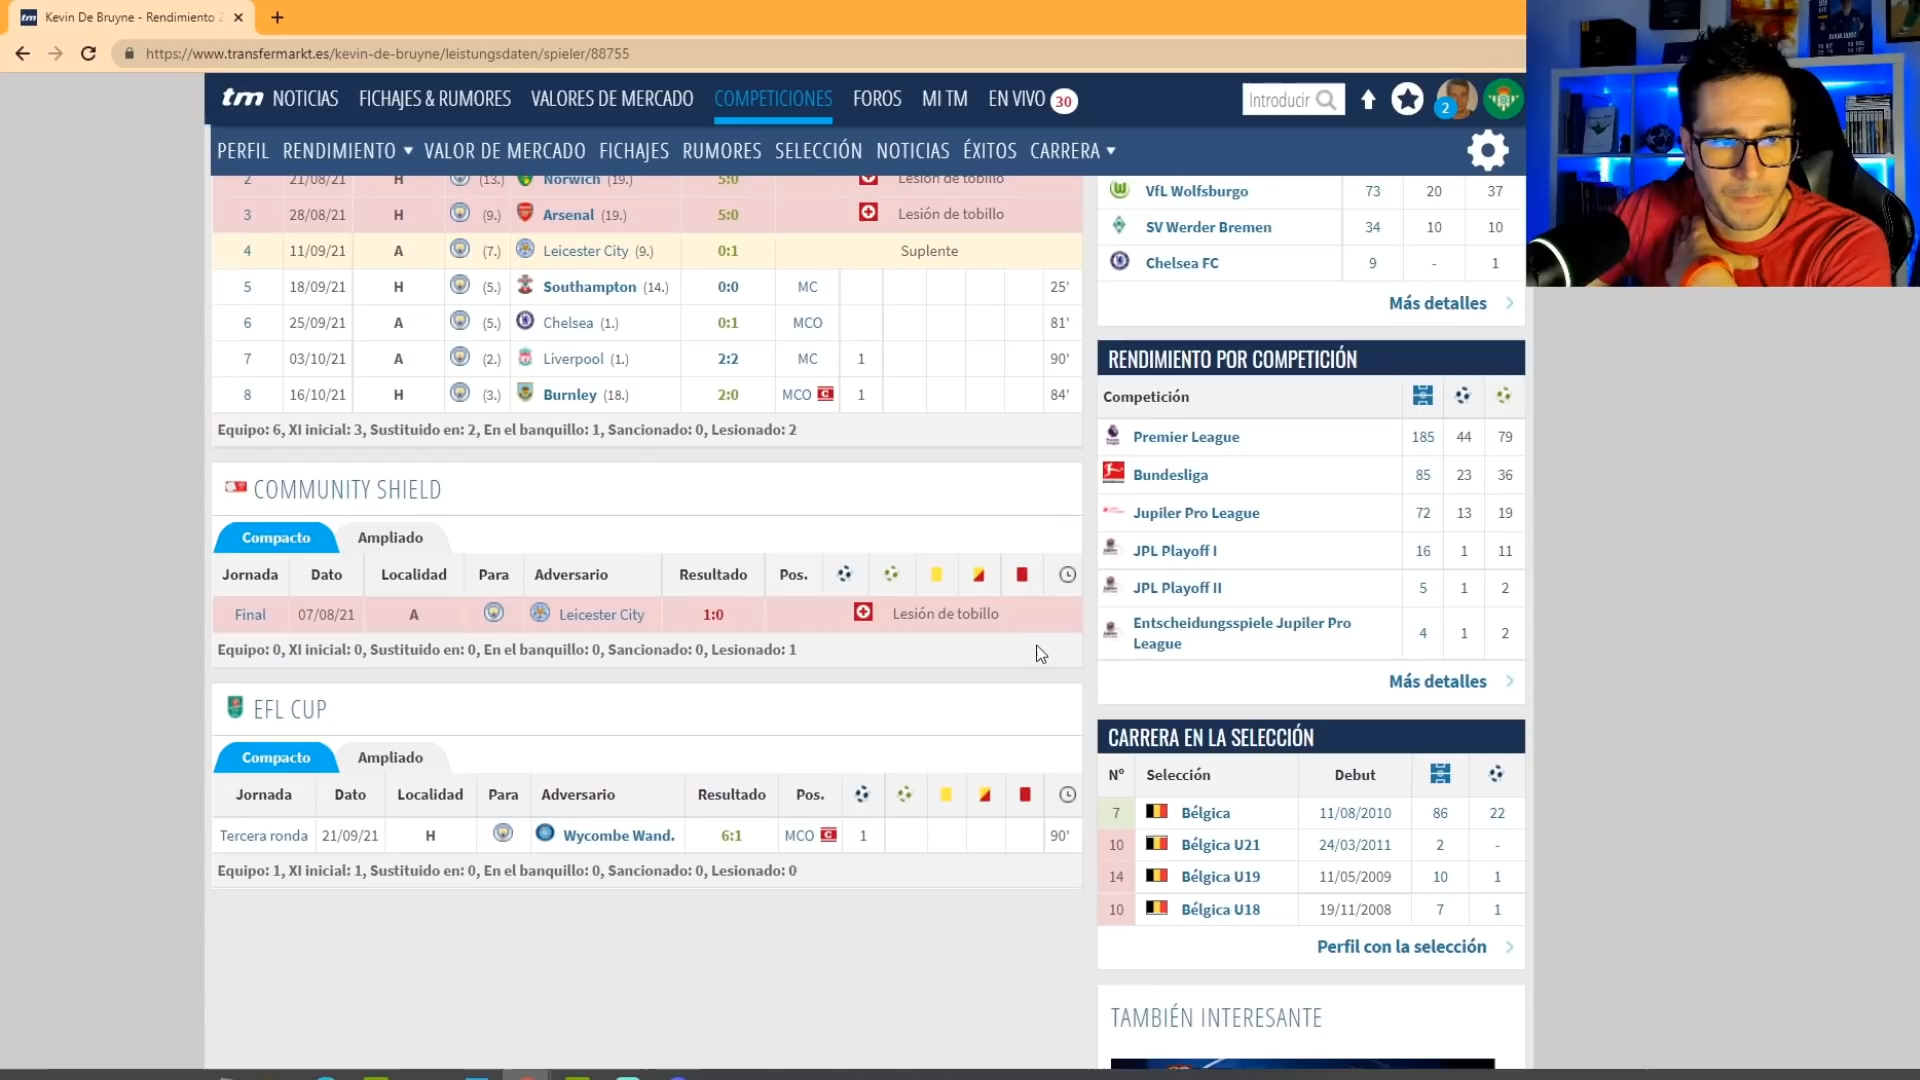 tm Kevin De Bruyne - Rendimiento 2
https://www.transfermarkt.es/kevin-de-bruyne/leistungsdaten/spieler/88755
tm NOTICIAS FICHAJES & RUMORES VALORES DE MERCADO COMPETICIONES FOROS MI TM EN VIVO 30 Introducir 2
PERFIL RENDIMIENTO VALOR DE MERCADO FICHAJES RUMORES SELECCIÓN NOTICIAS ÉXITOS CARRERA
2 21/08/21 H (13.) Norwich (19.) 5:0 Lesión de tobillo
3 28/08/21 H (9.) Arsenal (19.) 5:0 Lesión de tobillo
4 11/09/21 A (7.) Leicester City (9.) 0:1 Suplente
5 18/09/21 H (5.) Southampton (14.) 0:0 MC 25'
6 25/09/21 A (5.) Chelsea (1.) 0:1 MCO 81'
7 03/10/21 A (2.) Liverpool (1.) 2:2 MC 1 90'
8 16/10/21 H (3.) Burnley (18.) 2:0 MCO C 1 84'
Equipo: 6, XI inicial: 3, Sustituido en: 2, En el banquillo: 1, Sancionado: 0, Lesionado: 2
COMMUNITY SHIELD
Compacto Ampliado
Jornada Dato Localidad Para Adversario Resultado Pos.
Final 07/08/21 A Leicester City 1:0 Lesión de tobillo
Equipo: 0, XI inicial: 0, Sustituido en: 0, En el banquillo: 0, Sancionado: 0, Lesionado: 1
EFL CUP
Compacto Ampliado
Jornada Dato Localidad Para Adversario Resultado Pos.
Tercera ronda 21/09/21 H Wycombe Wand. 6:1 MCO C 1 90'
Equipo: 1, XI inicial: 1, Sustituido en: 0, En el banquillo: 0, Sancionado: 0, Lesionado: 0
VfL Wolfsburgo 73 20 37
SV Werder Bremen 34 10 10
Chelsea FC 9 - 1
Más detalles
RENDIMIENTO POR COMPETICIÓN
Competición
Premier League 185 44 79
Bundesliga 85 23 36
Jupiler Pro League 72 13 19
JPL Playoff I 16 1 11
JPL Playoff II 5 1 2
Entscheidungsspiele Jupiler Pro
League 4 1 2
Más detalles
CARRERA EN LA SELECCIÓN
Nº Selección Debut
7 Bélgica 11/08/2010 86 22
10 Bélgica U21 24/03/2011 2 -
14 Bélgica U19 11/05/2009 10 1
10 Bélgica U18 19/11/2008 7 1
Perfil con la selección
TAMBIÉN INTERESANTE